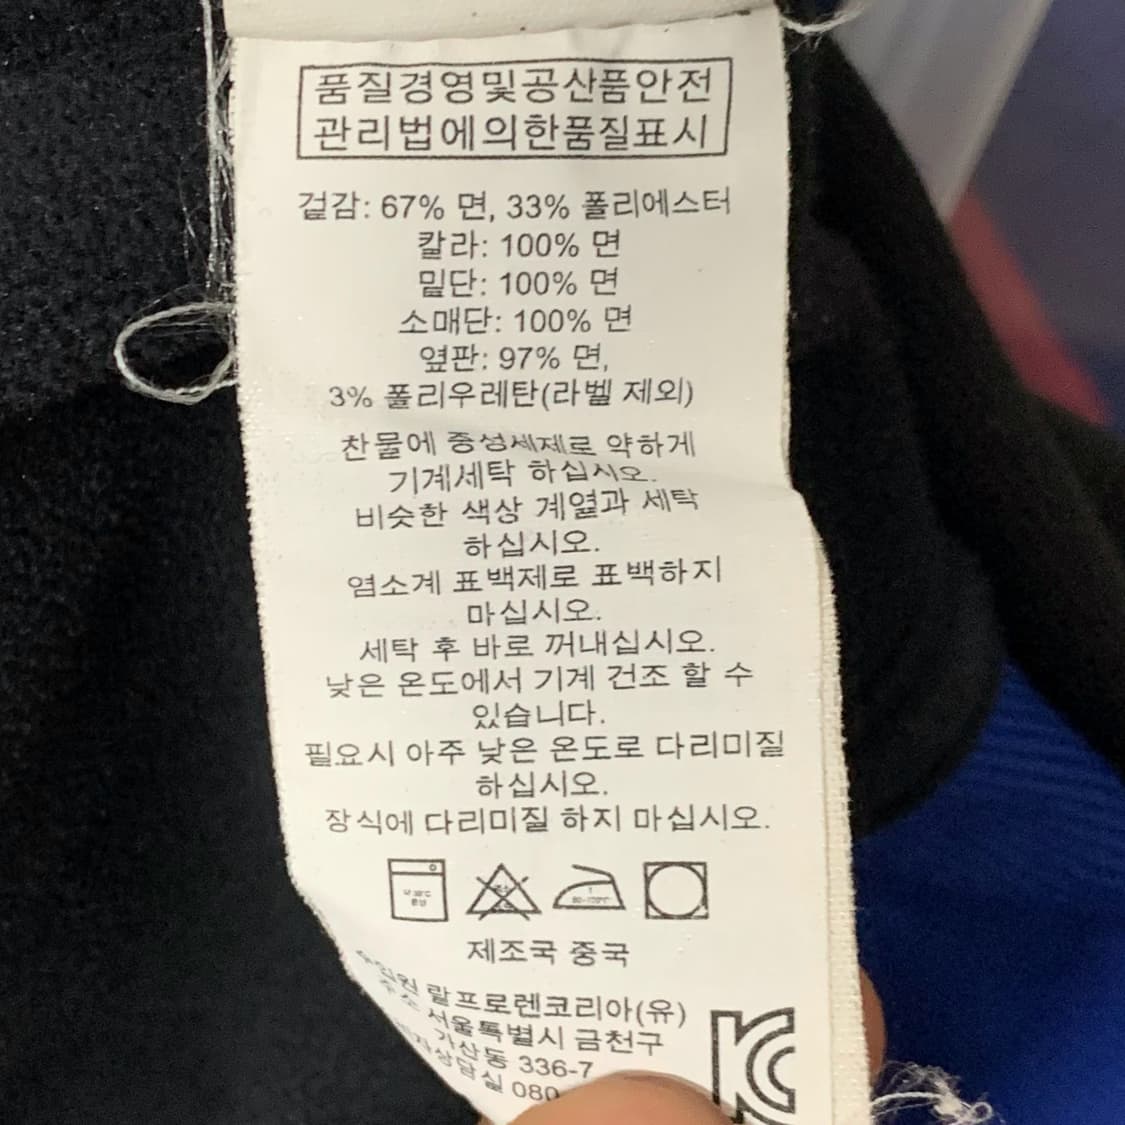 품질경영및공산품안전
관리법에의한품질표시
겉감: 67% 면, 33% 폴리에스터
칼라: 100% 면
밑단: 100% 면
소매단: 100% 면
옆판: 97% 면,
3% 폴리우레탄(라벨 제외)
찬물에 중성세제로 약하게
기계세탁 하십시오.
비슷한 색상 계열과 세탁
하십시오.
염소계 표백제로 표백하지
마십시오.
세탁 후 바로 꺼내십시오.
낮은 온도에서 기계 건조 할 수
있습니다.
필요시 아주 낮은 온도로 다리미질
하십시오.
장식에 다리미질 하지 마십시오.
제조국 중국
랄프로렌코리아(유)
주소 서울특별시 금천구
가산동 336-7
080